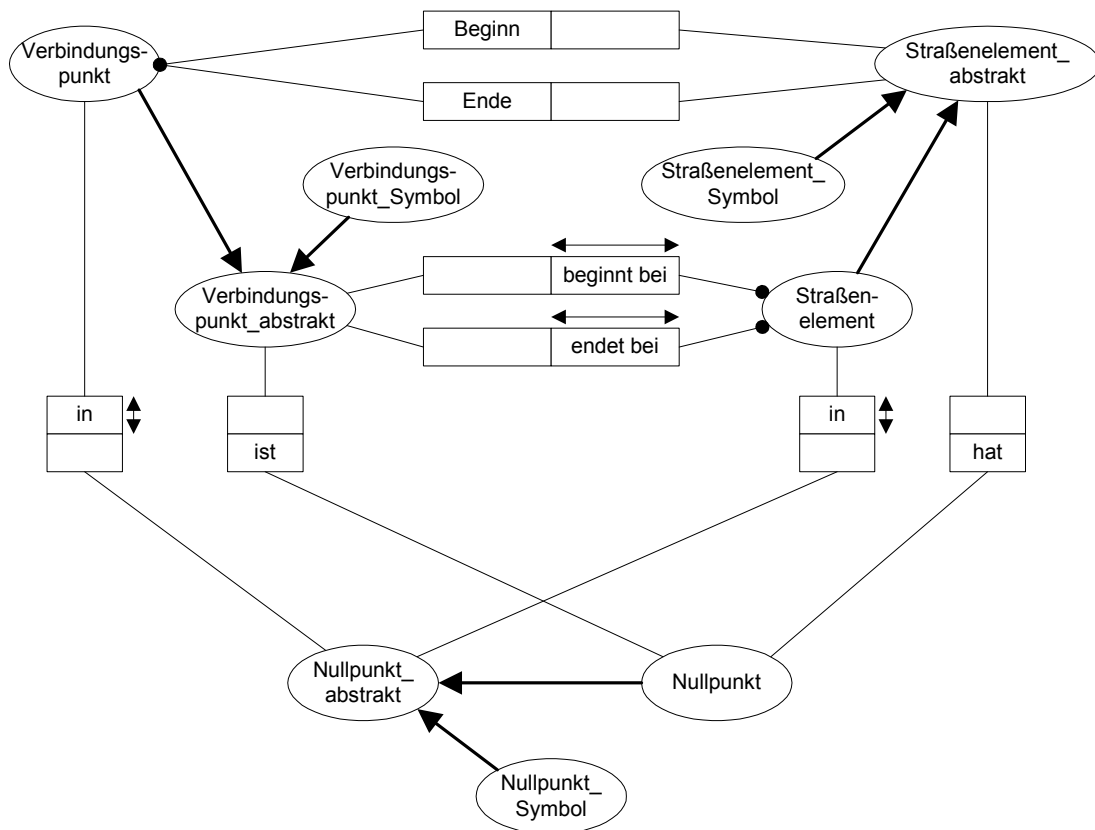 Beginn
Verbindungs-
punkt
Straßenelement_
abstrakt
Ende
Verbindungs-
punkt_Symbol
Straßenelement_
Symbol
beginnt bei
Verbindungs-
punkt_abstrakt
Straßen-
element
endet bei
in
in
ist
hat
Nullpunkt_
abstrakt
Nullpunkt
Nullpunkt_
Symbol